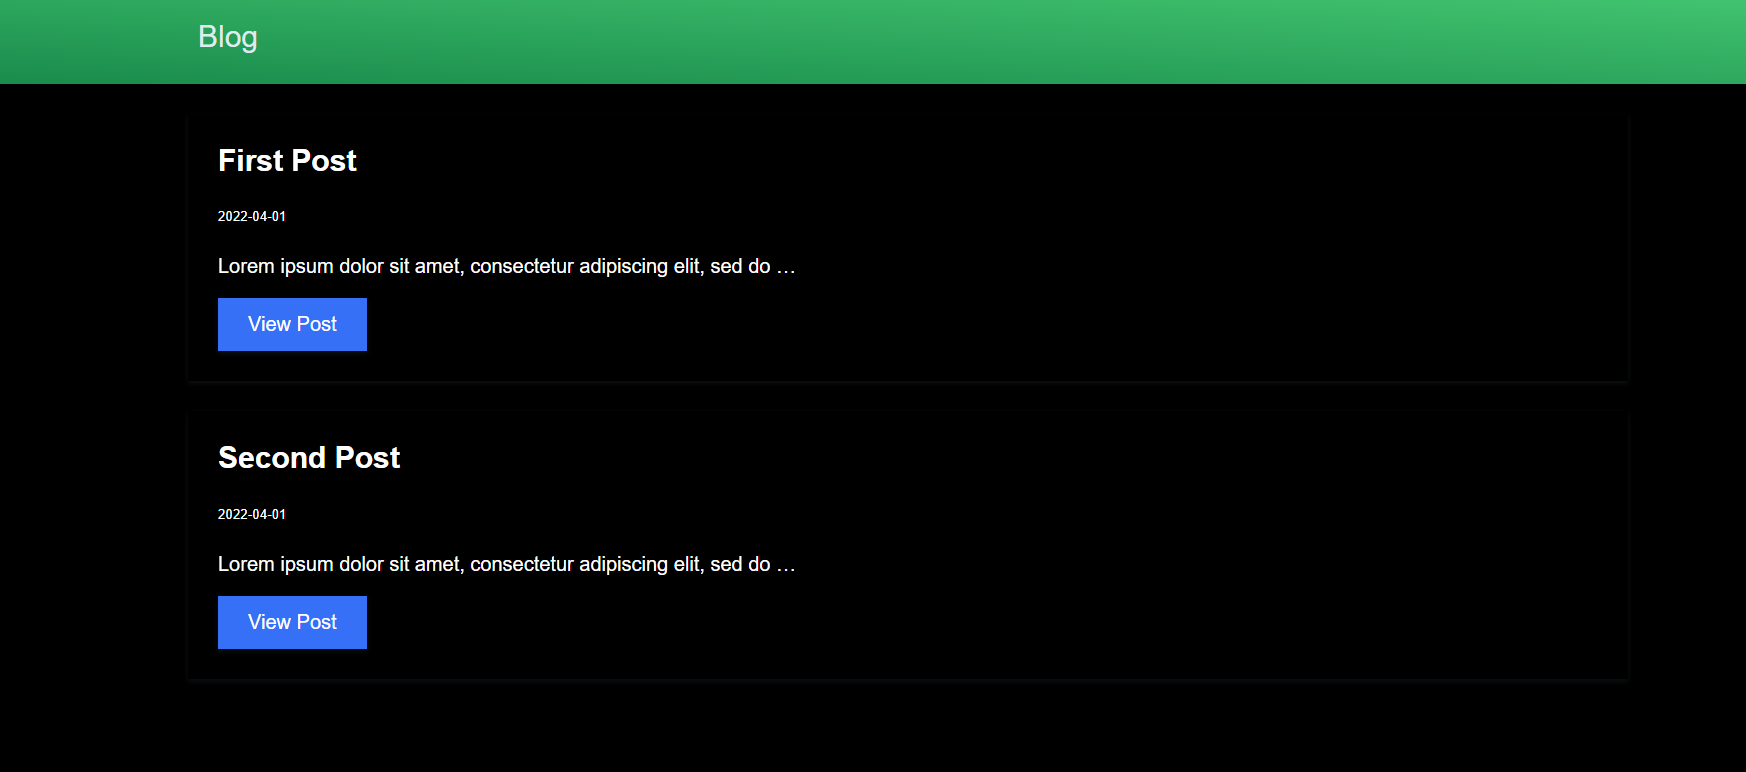 Blog
First Post
2022-04-01
Lorem ipsum dolor sit amet, consectetur adipiscing elit, sed do …
View Post
Second Post
2022-04-01
Lorem ipsum dolor sit amet, consectetur adipiscing elit, sed do …
View Post